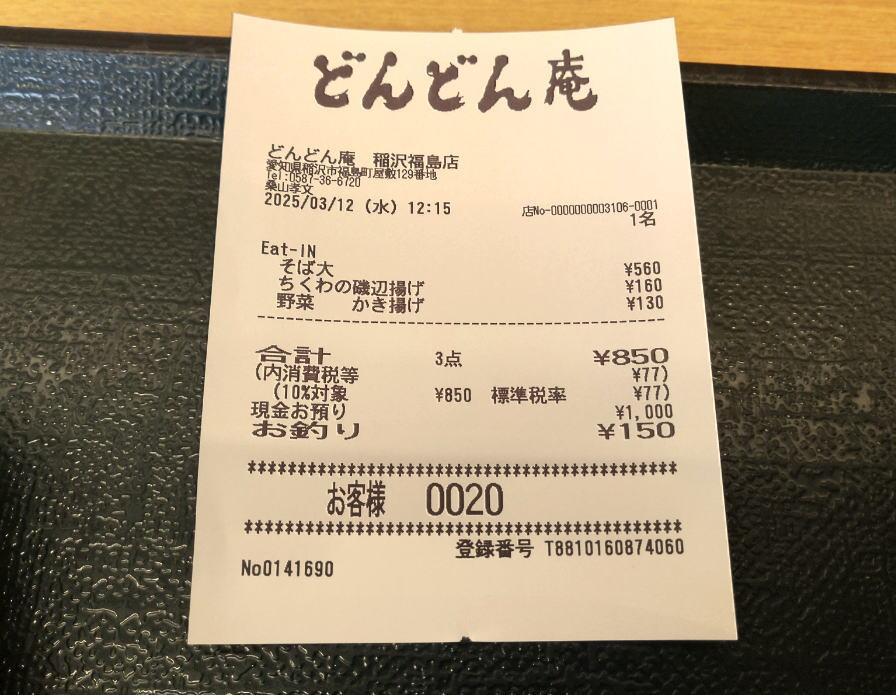 どんどん庵
どんどん庵 稲沢福島店
愛知県稲沢市福島町屋敷129番地
Tel:0587-36-6720
桑山孝文
2025/03/12 (水) 12:15
店No-0000000003106-0001
1名
Eat-IN
そば大 ¥560
ちくわの磯辺揚げ ¥160
野菜 かき揚げ ¥130
合計 3点 ¥850
(内消費税等 ¥77)
(10%対象 ¥850 標準税率 ¥77)
現金お預り ¥1,000
お釣り ¥150
**********************************************
お客様 0020
**********************************************
登録番号 T8810160874060
No0141690